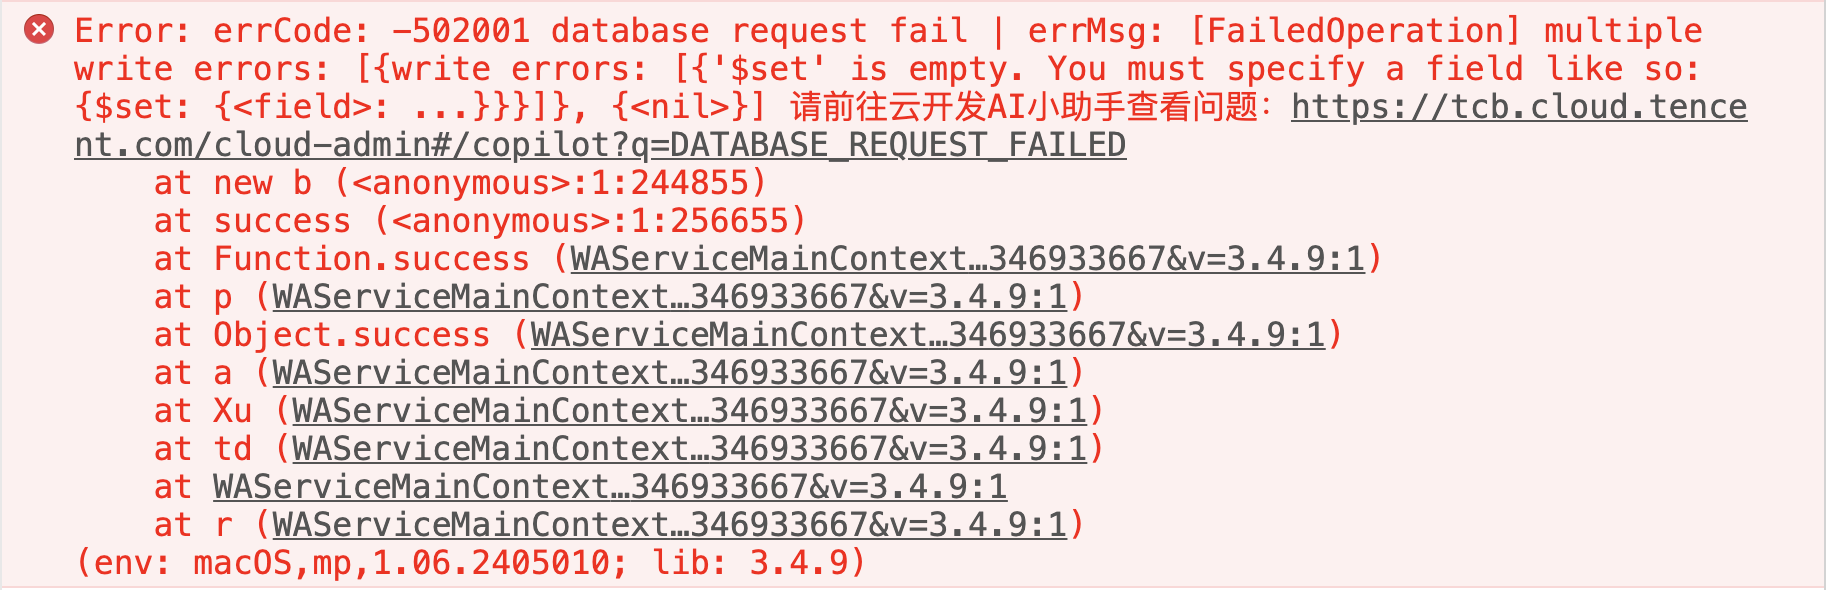 Error: errCode: -502001 database request fail | errMsg: [FailedOperation] multiple
write errors: [{write errors: [{'$set' is empty. You must specify a field like so:
{$set: {<field>: ...}}}]}, {<nil>}] 请前往云开发AI小助手查看问题：https://tcb.cloud.tence
nt.com/cloud-admin#/copilot?q=DATABASE_REQUEST_FAILED
at new b (<anonymous>:1:244855)
at success (<anonymous>:1:256655)
at Function.success (WAServiceMainContext…346933667&v=3.4.9:1)
at p (WAServiceMainContext…346933667&v=3.4.9:1)
at Object.success (WAServiceMainContext…346933667&v=3.4.9:1)
at a (WAServiceMainContext…346933667&v=3.4.9:1)
at Xu (WAServiceMainContext…346933667&v=3.4.9:1)
at td (WAServiceMainContext…346933667&v=3.4.9:1)
at WAServiceMainContext…346933667&v=3.4.9:1
at r (WAServiceMainContext…346933667&v=3.4.9:1)
(env: macOS,mp,1.06.2405010; lib: 3.4.9)